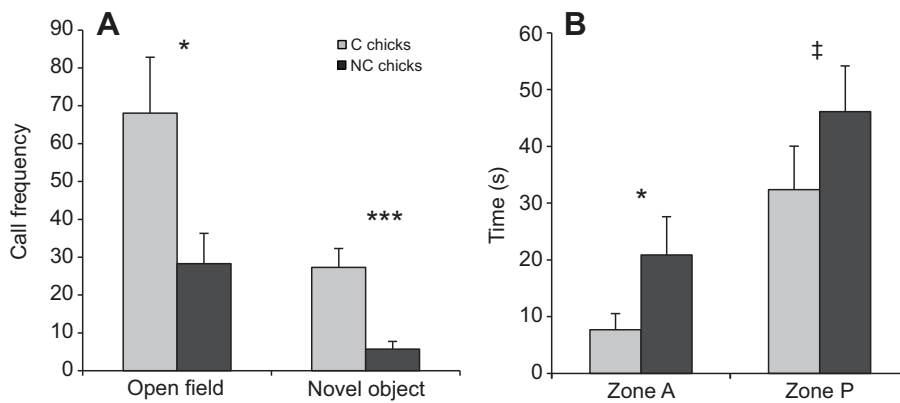 A
Call frequency
90
80
70
60
50
40
30
20
10
0
*
***
C chicks
NC chicks
Open field
Novel object
B
Time (s)
60
50
40
30
20
10
0
*
‡
Zone A
Zone P